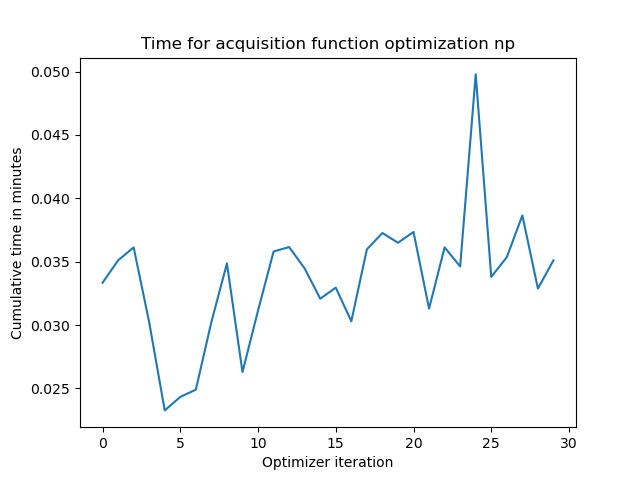 Time for acquisition function optimization np
0.050
0.045
0.040
0.035
0.030
0.025
Cumulative time in minutes
0 5 10 15 20 25 30
Optimizer iteration